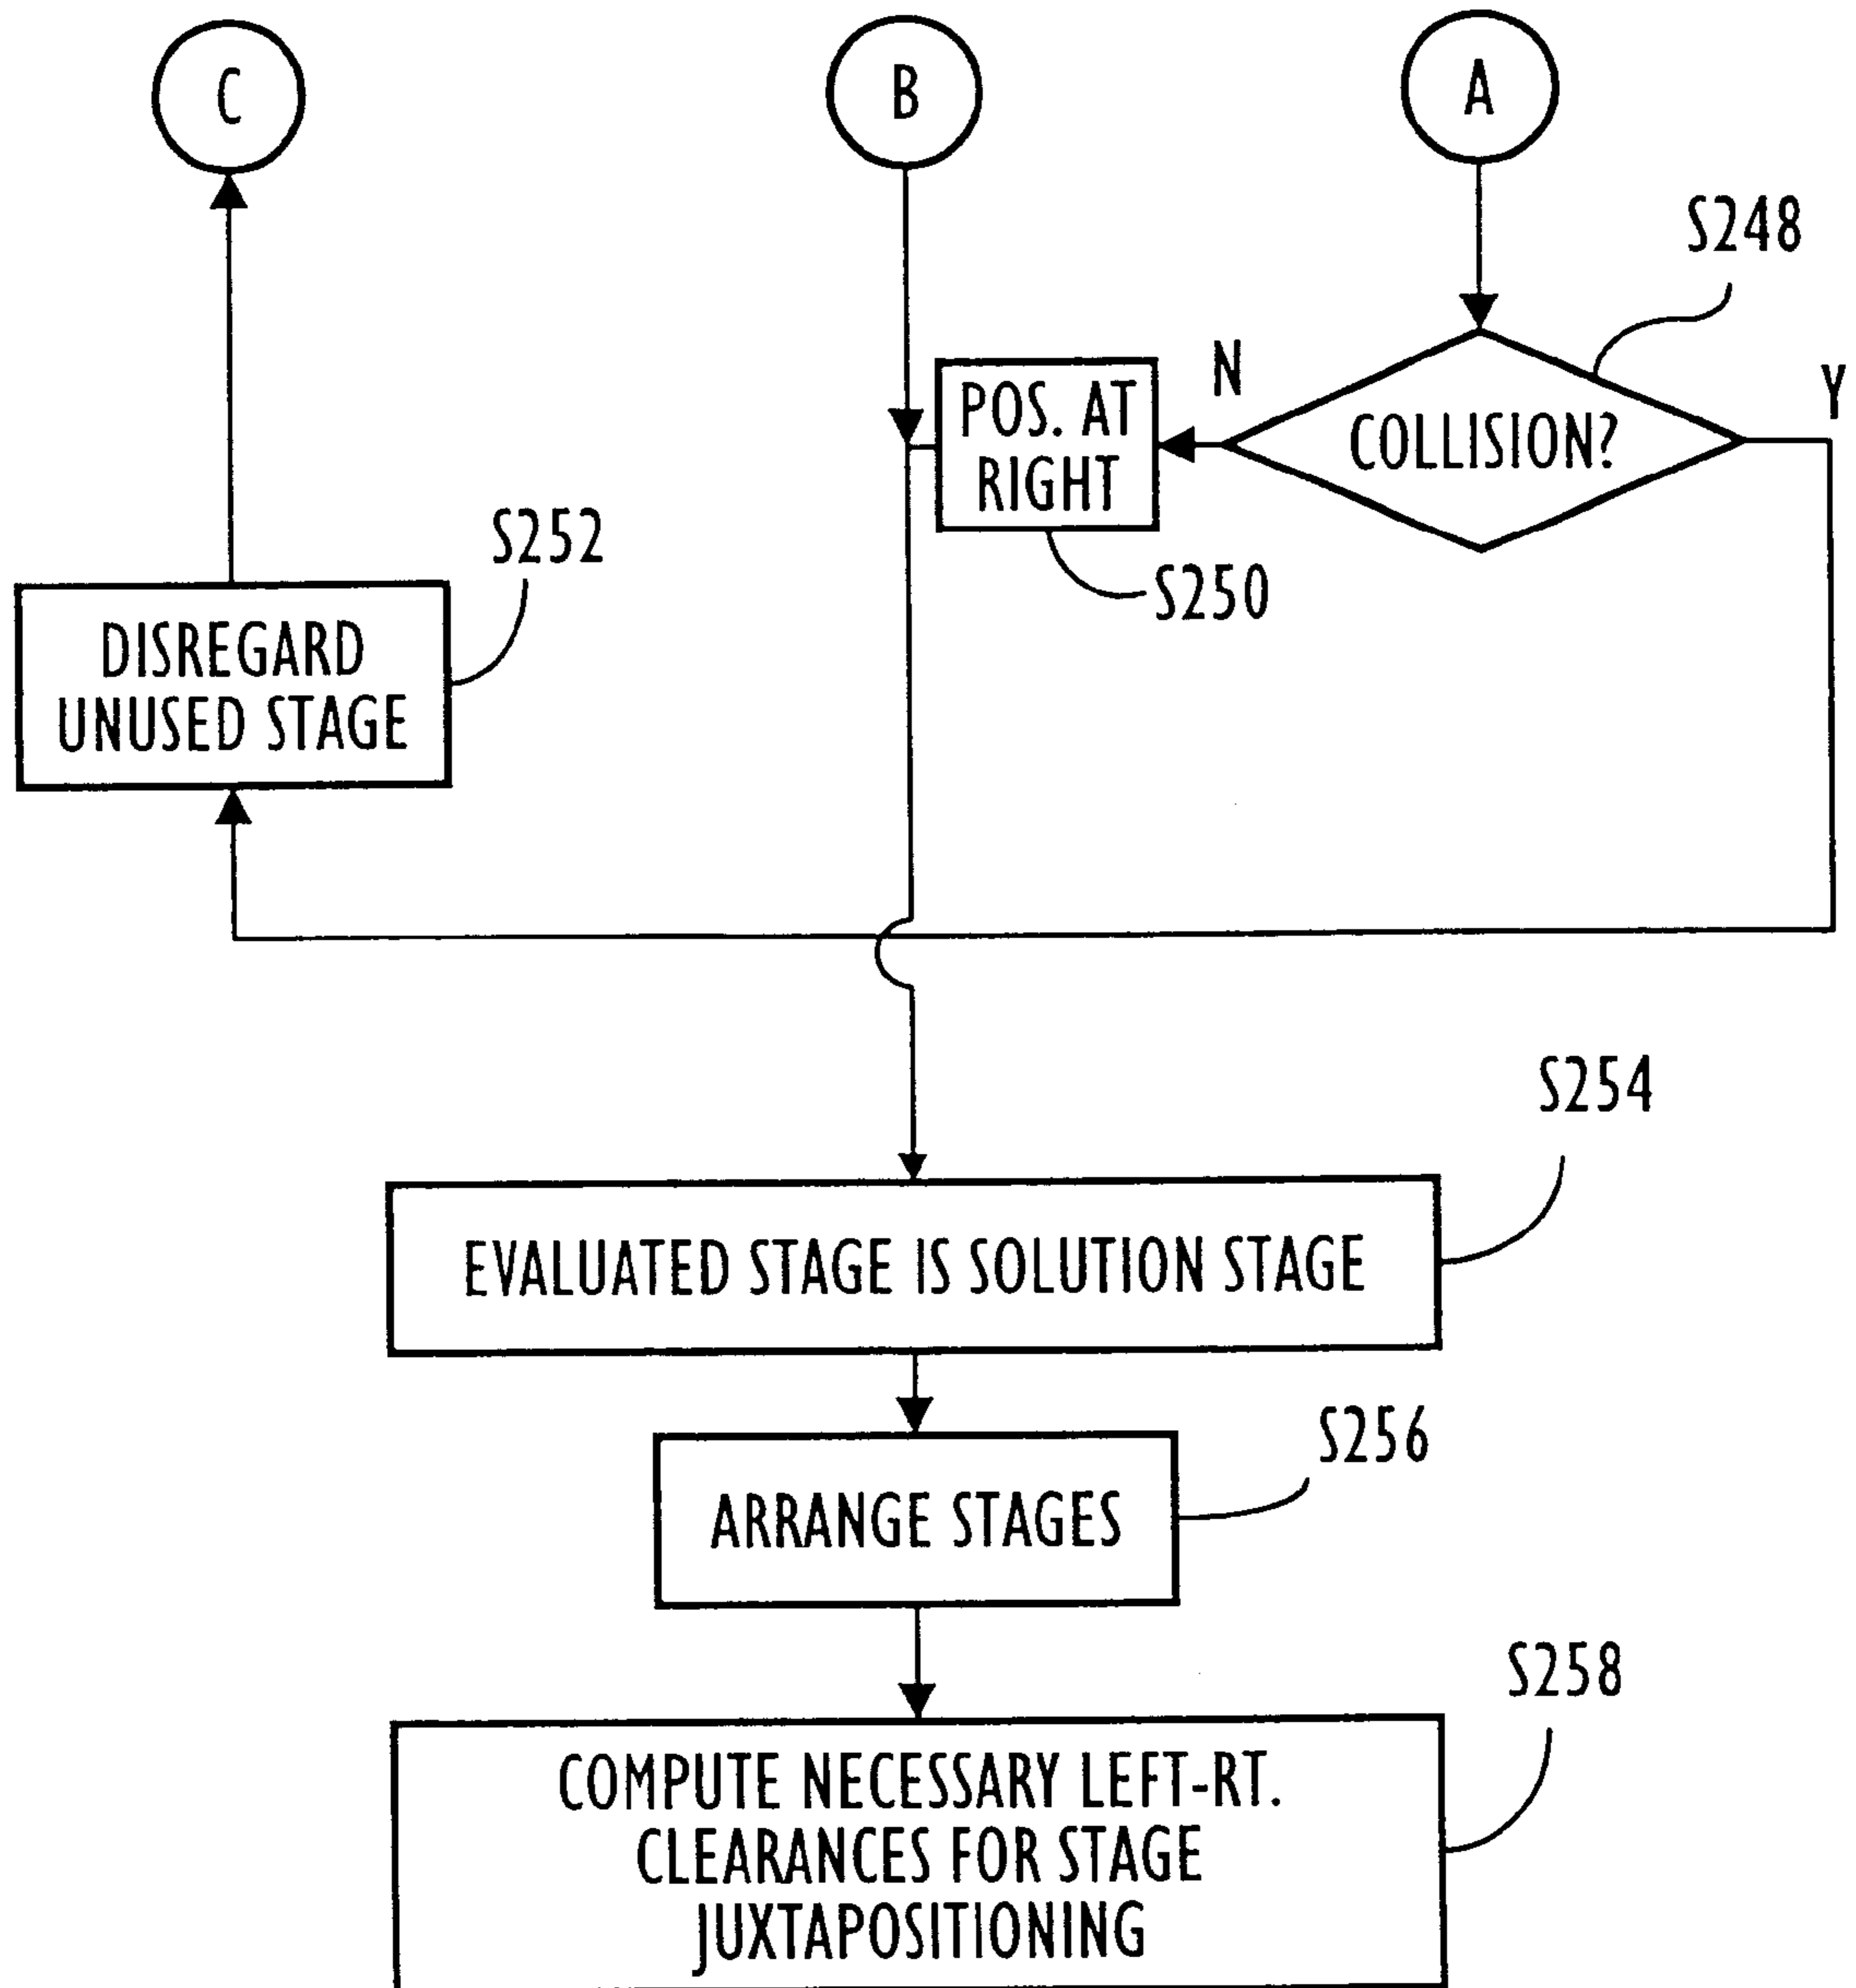 C
B
A
S248
N
Y
POS. AT
RIGHT
COLLISION?
S250
S252
DISREGARD
UNUSED STAGE
S254
EVALUATED STAGE IS SOLUTION STAGE
S256
ARRANGE STAGES
S258
COMPUTE NECESSARY LEFT-RT.
CLEARANCES FOR STAGE
JUXTAPOSITIONING